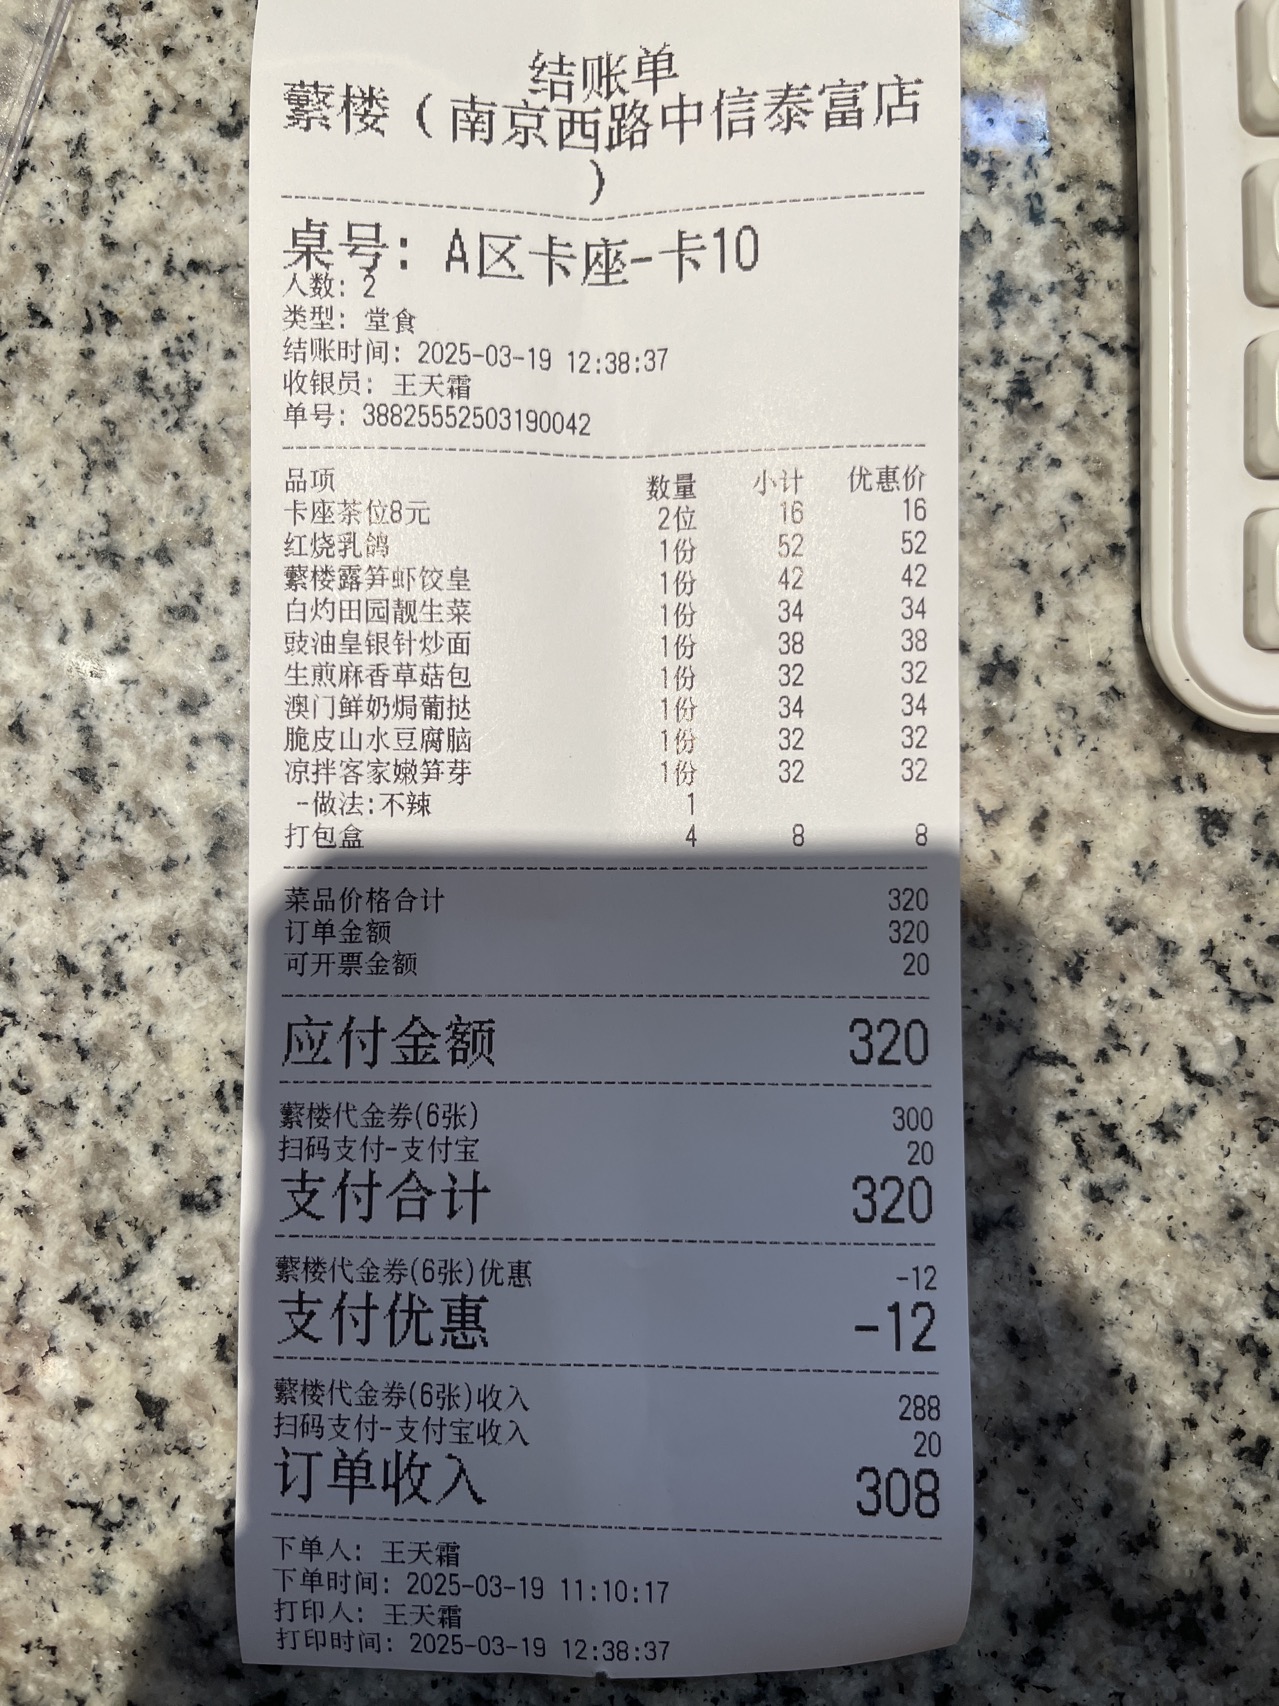 结账单
蘩楼（南京西路中信泰富店
）
桌号：A区卡座-卡10
人数：2
类型：堂食
结账时间：2025-03-19 12:38:37
收银员：王天霜
单号：38825552503190042
品项 数量 小计 优惠价
卡座茶位8元 2位 16 16
红烧乳鸽 1份 52 52
蘩楼露笋虾饺皇 1份 42 42
白灼田园靓生菜 1份 34 34
豉油皇银针炒面 1份 38 38
生煎麻香草菇包 1份 32 32
澳门鲜奶焗葡挞 1份 34 34
脆皮山水豆腐脑 1份 32 32
凉拌客家嫩笋芽 1份 32 32
-做法:不辣 1
打包盒 4 8 8
菜品价格合计 320
订单金额 320
可开票金额 20
应付金额 320
蘩楼代金券(6张) 300
扫码支付-支付宝 20
支付合计 320
蘩楼代金券(6张)优惠 -12
支付优惠 -12
蘩楼代金券(6张)收入 288
扫码支付-支付宝收入 20
订单收入 308
下单人：王天霜
下单时间：2025-03-19 11:10:17
打印人：王天霜
打印时间：2025-03-19 12:38:37